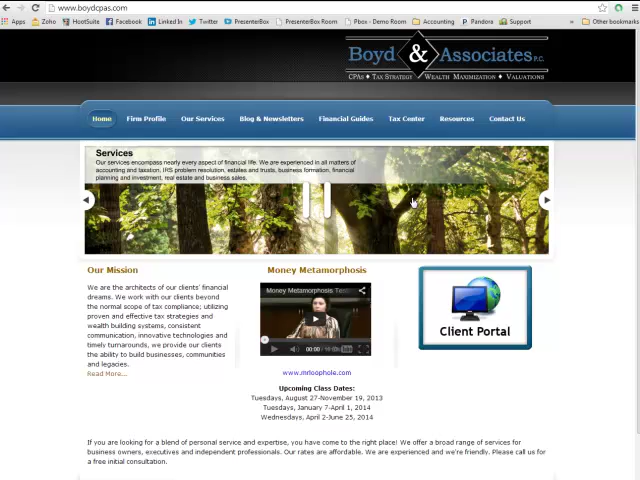 www.boydcpas.com
Apps Zoho HootSuite Facebook Linked In Twitter PresenterBox PresenterBox Room Pbox - Demo Room Accounting Pandora Support » Other bookmarks
Boyd & Associates P.C.
CPAs ♦ Tax Strategy ♦ Wealth Maximization ♦ Valuations
Home Firm Profile Our Services Blog & Newsletters Financial Guides Tax Center Resources Contact Us
Services
Our services encompass nearly every aspect of financial life. We are experienced in all matters of
accounting and taxation, IRS problem resolution, estates and trusts, business formation, financial
planning and investment, real estate and business sales.
Our Mission
We are the architects of our clients' financial
dreams. We work with our clients beyond
the normal scope of tax compliance; utilizing
proven and effective tax strategies and
wealth building systems, consistent
communication, innovative technologies and
timely turnarounds, we provide our clients
the ability to build businesses, communities
and legacies.
Read More...
Money Metamorphosis
Money Metamorphosis
00:00
www.mrloophole.com
Upcoming Class Dates:
Tuesdays, August 27-November 19, 2013
Tuesdays, January 7-April 1, 2014
Wednesdays, April 2-June 25, 2014
Client Portal
If you are looking for a blend of personal service and expertise, you have come to the right place! We offer a broad range of services for
business owners, executives and independent professionals. Our rates are affordable. We are experienced and we're friendly. Please call us for
a free initial consultation.